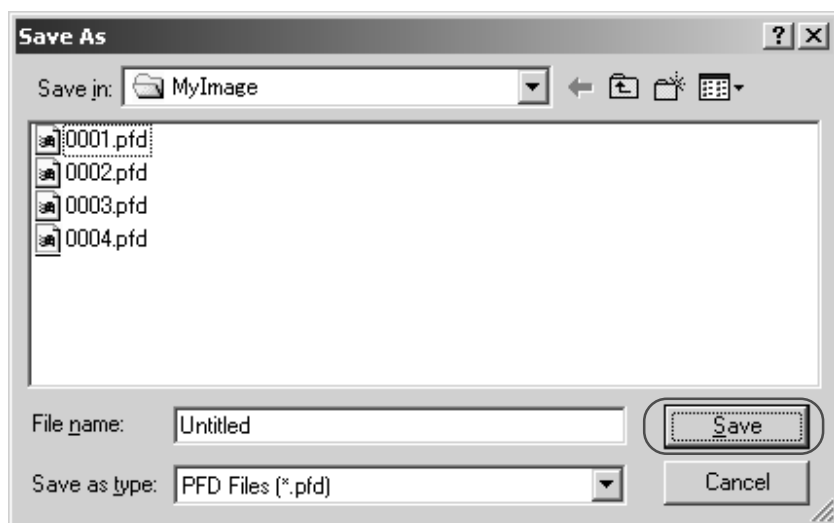 Save As
Save in: MyImage
0001.pfd
0002.pfd
0003.pfd
0004.pfd
File name: Untitled Save
Save as type: PFD Files (*.pfd) Cancel